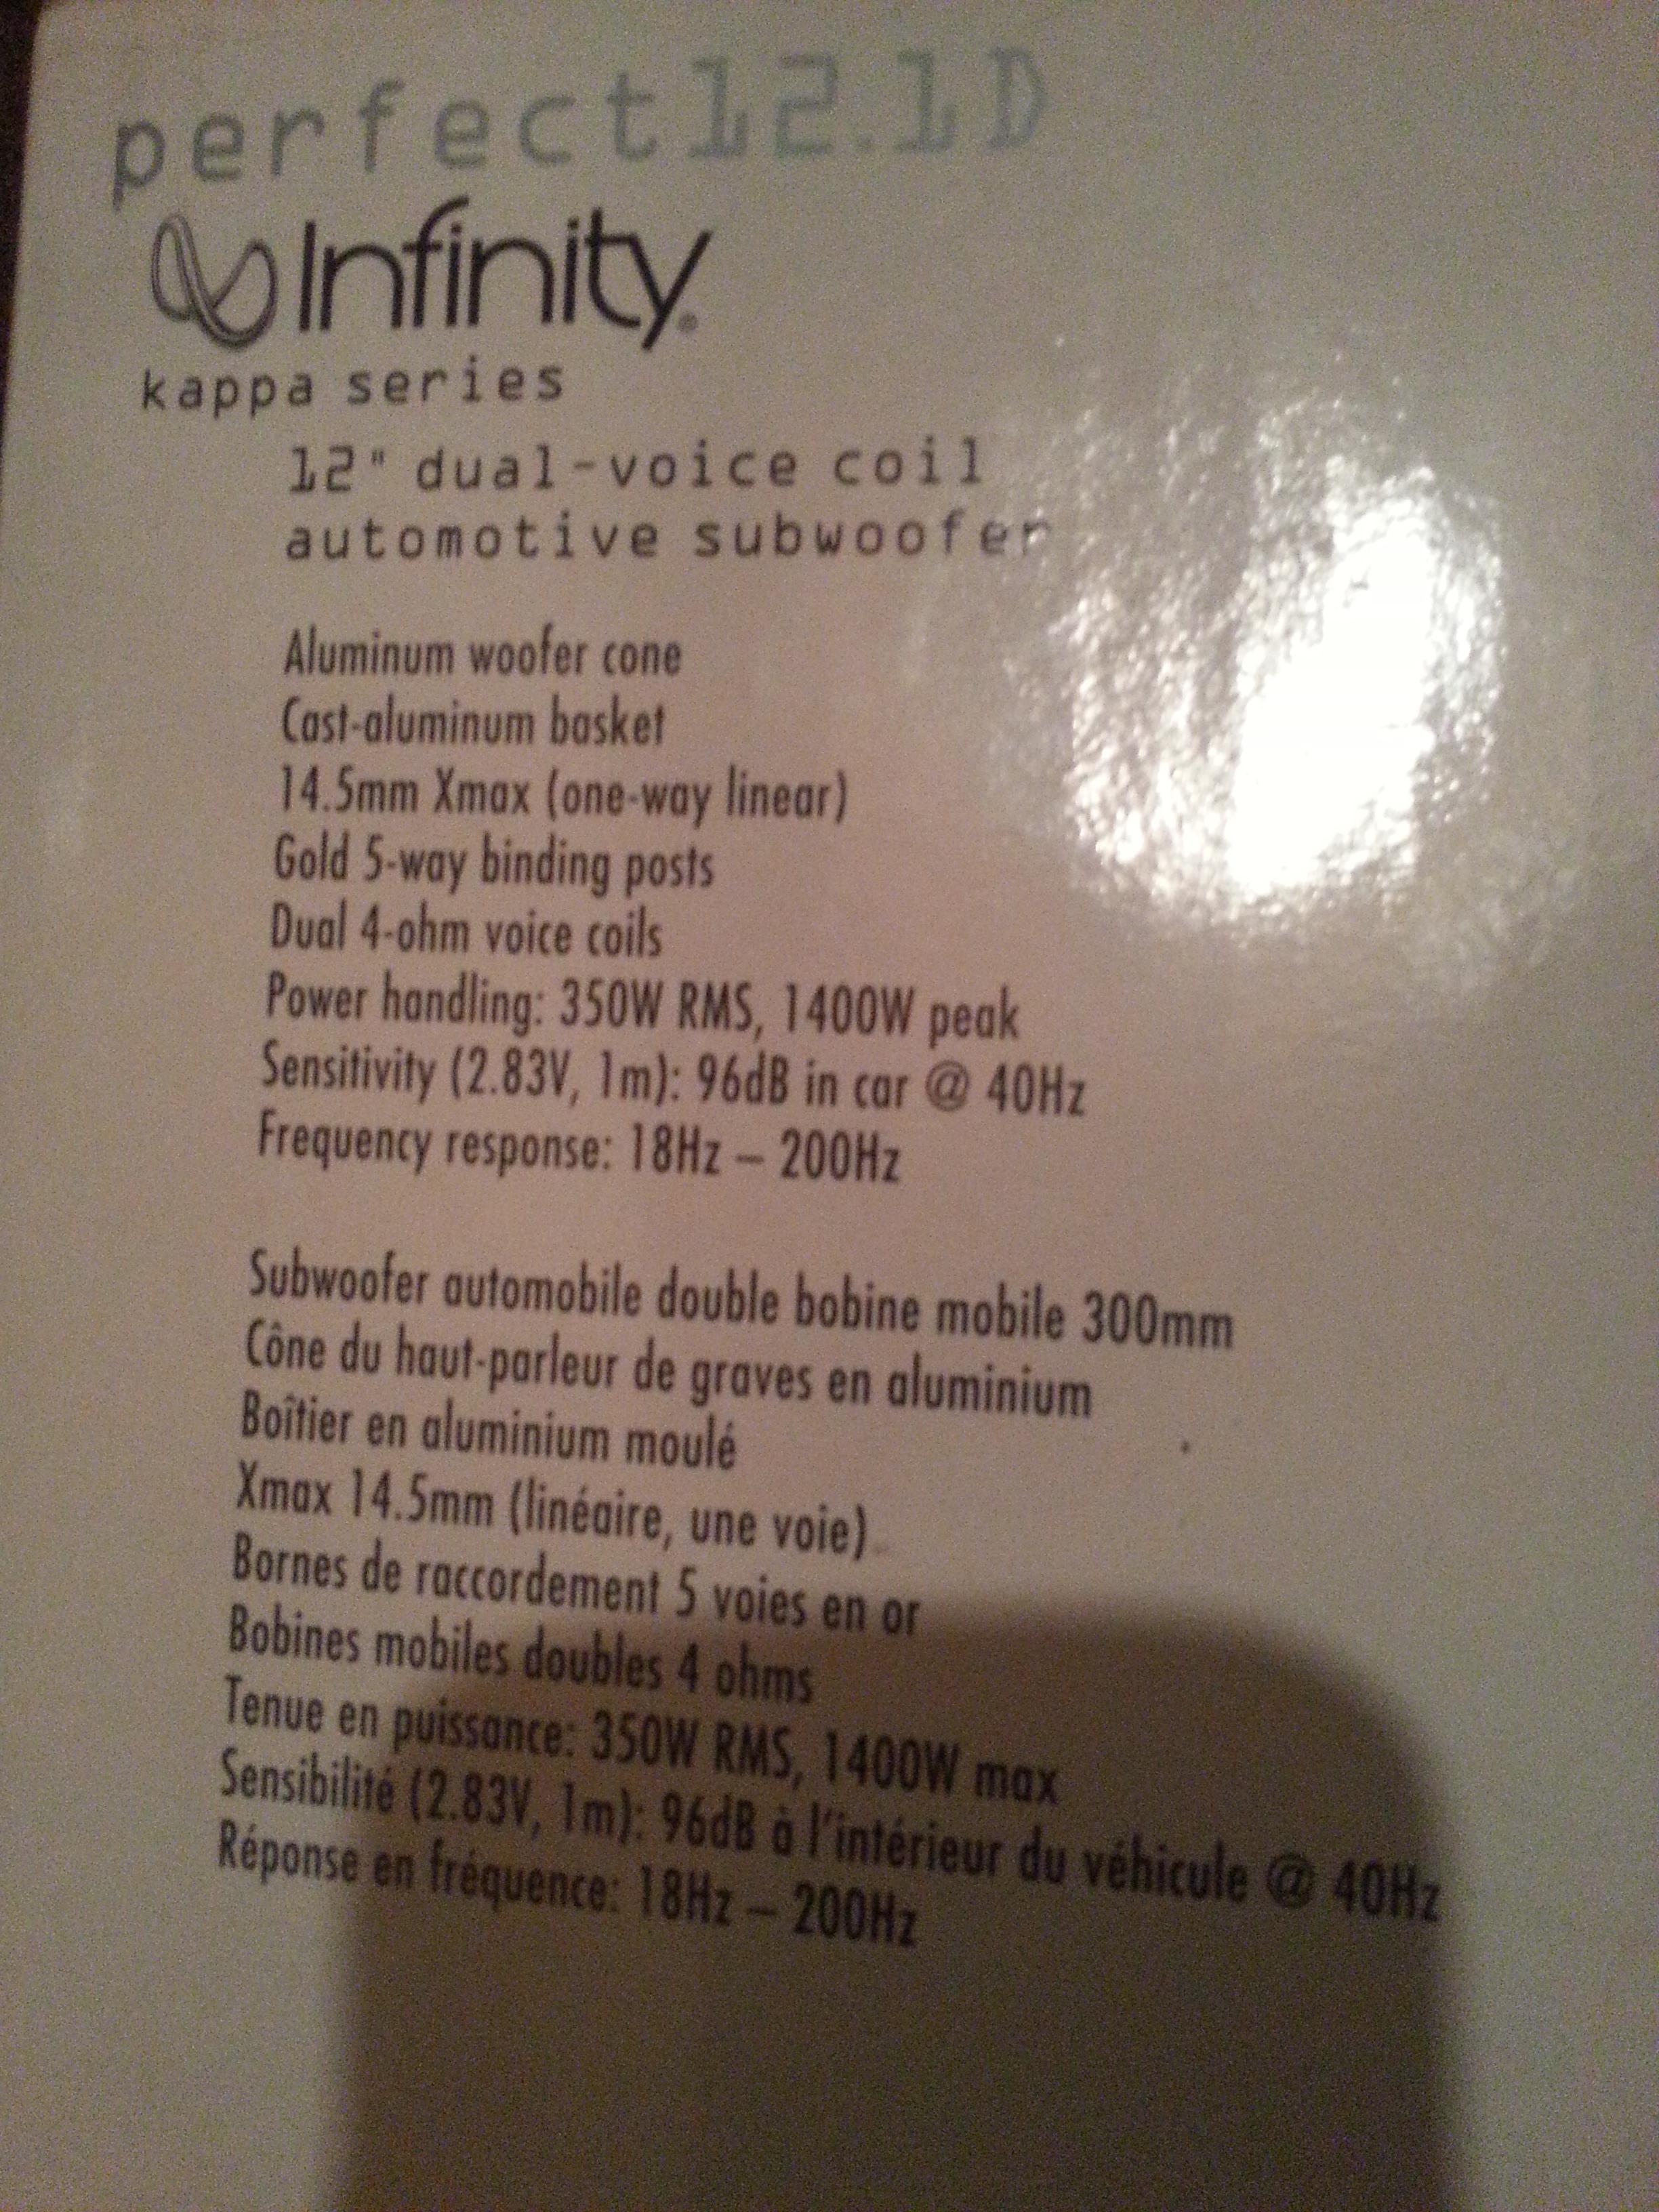 perfect12.1D
Infinity®
kappa series
12" dual-voice coil
automotive subwoofer
Aluminum woofer cone
Cast-aluminum basket
14.5mm Xmax (one-way linear)
Gold 5-way binding posts
Dual 4-ohm voice coils
Power handling: 350W RMS, 1400W peak
Sensitivity (2.83V, 1m): 96dB in car @ 40Hz
Frequency response: 18Hz – 200Hz
Subwoofer automobile double bobine mobile 300mm
Cône du haut-parleur de graves en aluminium
Boîtier en aluminium moulé
Xmax 14.5mm (linéaire, une voie)
Bornes de raccordement 5 voies en or
Bobines mobiles doubles 4 ohms
Tenue en puissance: 350W RMS, 1400W max
Sensibilité (2.83V, 1m): 96dB à l'intérieur du véhicule @ 40Hz
Réponse en fréquence: 18Hz – 200Hz